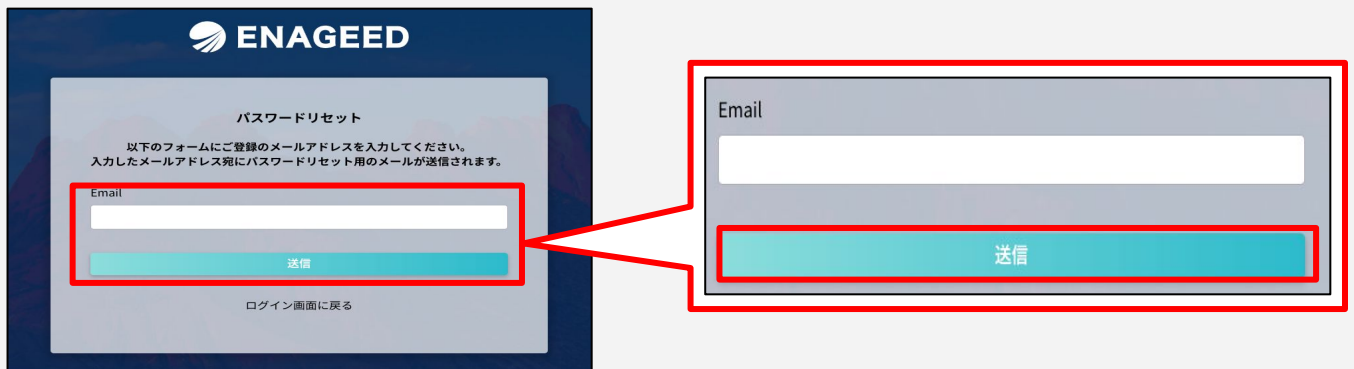 ENAGEED
パスワードリセット
以下のフォームにご登録のメールアドレスを入力してください。
入力したメールアドレス宛にパスワードリセット用のメールが送信されます。
Email
送信
ログイン画面に戻る
Email
送信